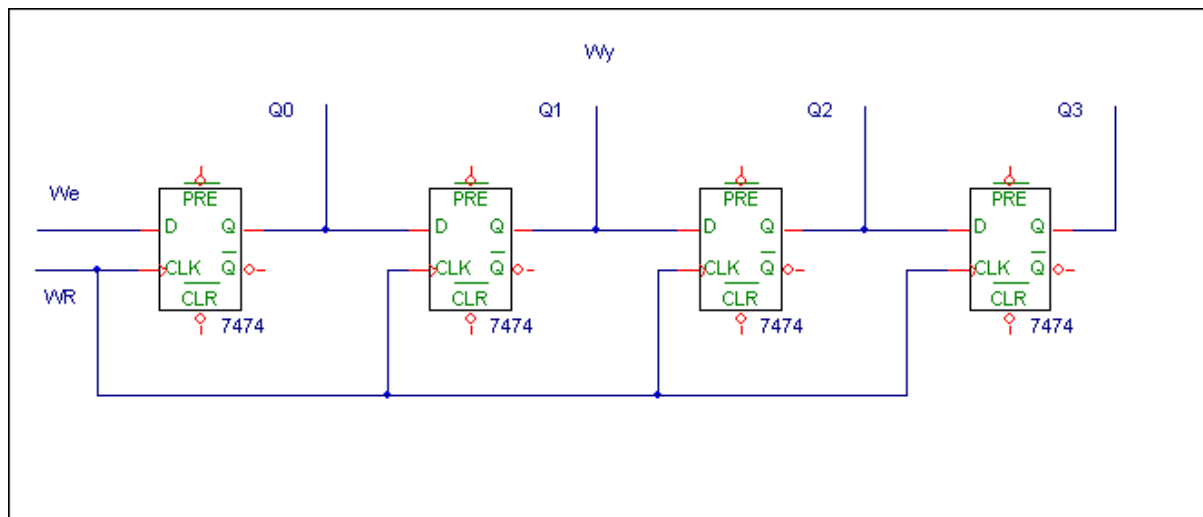 Wy
Q0 Q1 Q2 Q3
We
PRE PRE PRE PRE
D Q D Q D Q D Q
CLK Q CLK Q CLK Q CLK Q
WR
CLR CLR CLR CLR
7474 7474 7474 7474